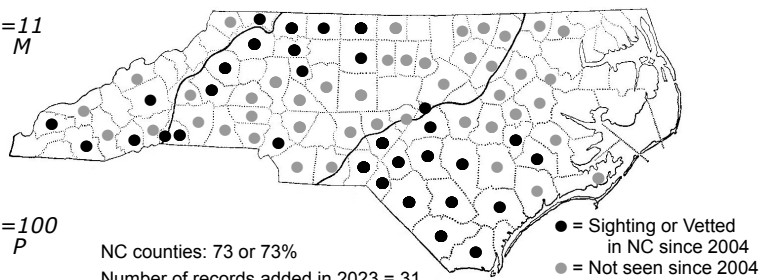 =11
M
=100
P
NC counties: 73 or 73%
Number of records added in 2023 = 31
= Sighting or Vetted
in NC since 2004
= Not seen since 2004